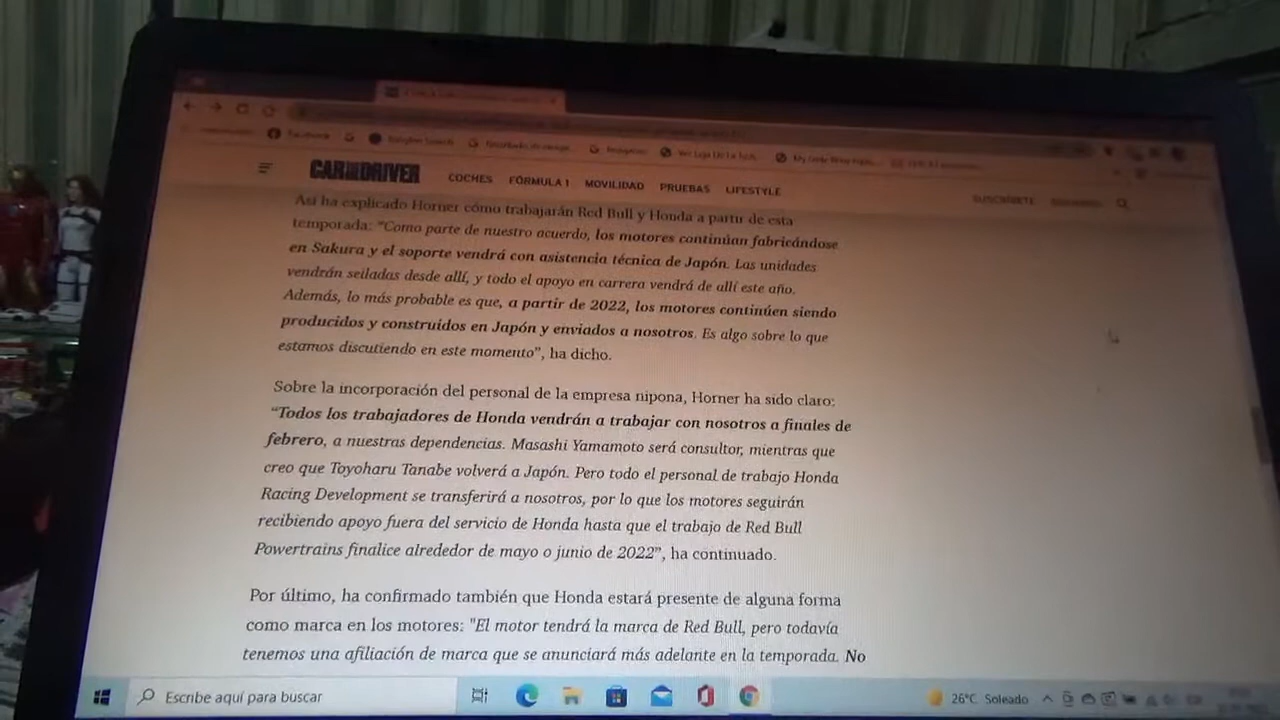 Facebook
CAR AND DRIVER COCHES FÓRMULA 1 MOVILIDAD PRUEBAS LIFESTYLE SUSCRÍBETE
Así ha explicado Horner cómo trabajarán Red Bull y Honda a partir de esta
temporada: “Como parte de nuestro acuerdo, los motores continúan fabricándose
en Sakura y el soporte vendrá con asistencia técnica de Japón. Las unidades
vendrán selladas desde allí, y todo el apoyo en carrera vendrá de allí este año.
Además, lo más probable es que, a partir de 2022, los motores continúen siendo
producidos y construidos en Japón y enviados a nosotros. Es algo sobre lo que
estamos discutiendo en este momento”, ha dicho.
Sobre la incorporación del personal de la empresa nipona, Horner ha sido claro:
“Todos los trabajadores de Honda vendrán a trabajar con nosotros a finales de
febrero, a nuestras dependencias. Masashi Yamamoto será consultor, mientras que
creo que Toyoharu Tanabe volverá a Japón. Pero todo el personal de trabajo Honda
Racing Development se transferirá a nosotros, por lo que los motores seguirán
recibiendo apoyo fuera del servicio de Honda hasta que el trabajo de Red Bull
Powertrains finalice alrededor de mayo o junio de 2022”, ha continuado.
Por último, ha confirmado también que Honda estará presente de alguna forma
como marca en los motores: "El motor tendrá la marca de Red Bull, pero todavía
tenemos una afiliación de marca que se anunciará más adelante en la temporada. No
Escribe aquí para buscar 26°C Soleado